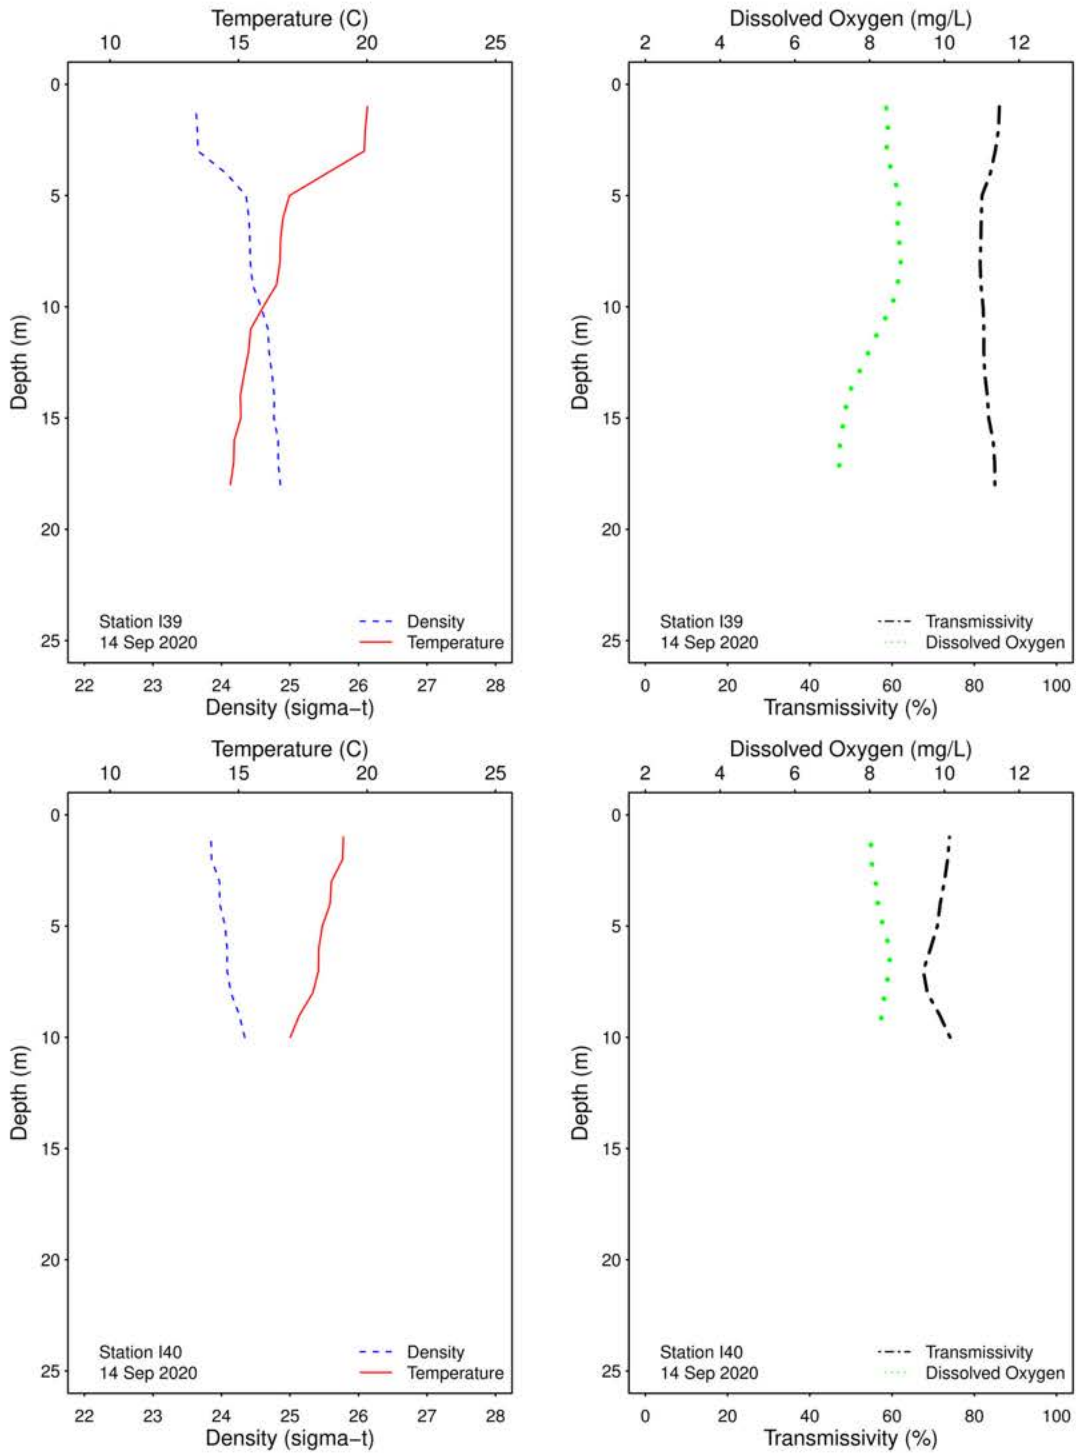 Temperature (C)
10 15 20 25
0
5
10
15
20
25
Depth (m)
Station I39
14 Sep 2020
Density
Temperature
22 23 24 25 26 27 28
Density (sigma−t)
Dissolved Oxygen (mg/L)
2 4 6 8 10 12
0
5
10
15
20
25
Depth (m)
Station I39
14 Sep 2020
Transmissivity
Dissolved Oxygen
0 20 40 60 80 100
Transmissivity (%)
Temperature (C)
10 15 20 25
0
5
10
15
20
25
Depth (m)
Station I40
14 Sep 2020
Density
Temperature
22 23 24 25 26 27 28
Density (sigma−t)
Dissolved Oxygen (mg/L)
2 4 6 8 10 12
0
5
10
15
20
25
Depth (m)
Station I40
14 Sep 2020
Transmissivity
Dissolved Oxygen
0 20 40 60 80 100
Transmissivity (%)